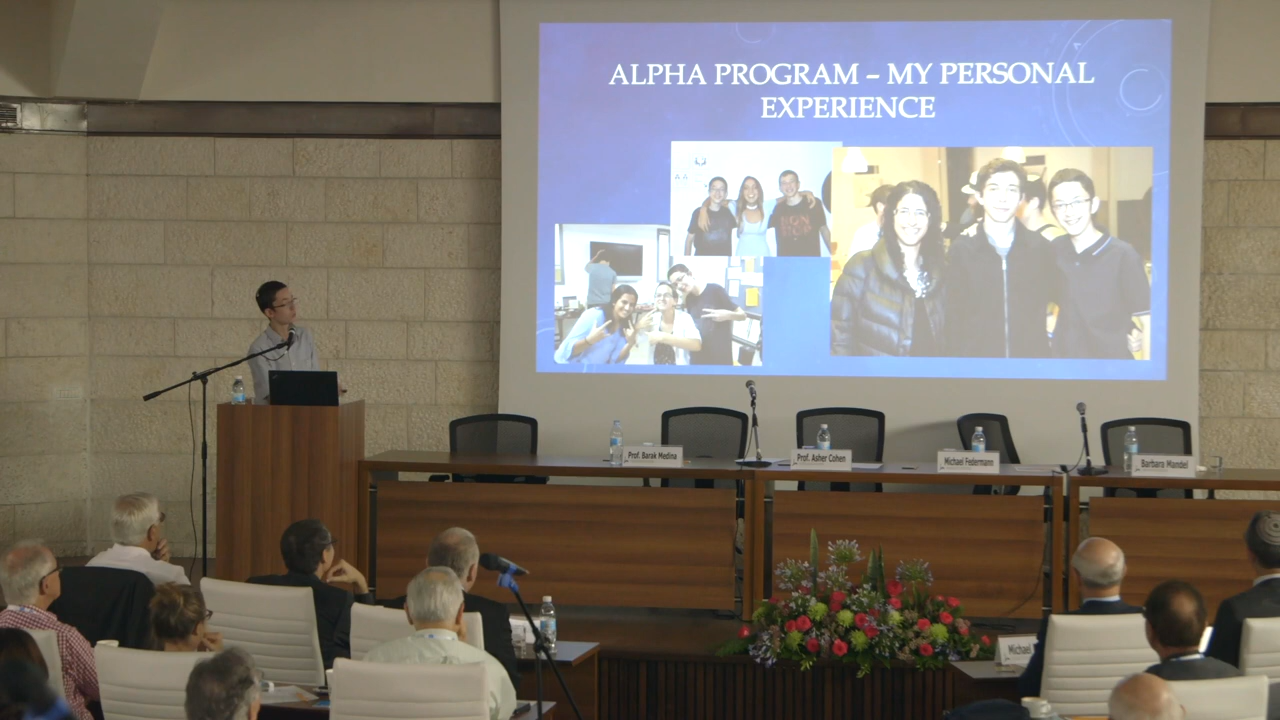 ALPHA PROGRAM – MY PERSONAL
EXPERIENCE
Prof. Barak Medina
Prof. Asher Cohen
Michael Federmann
Barbara Mandel
Michael